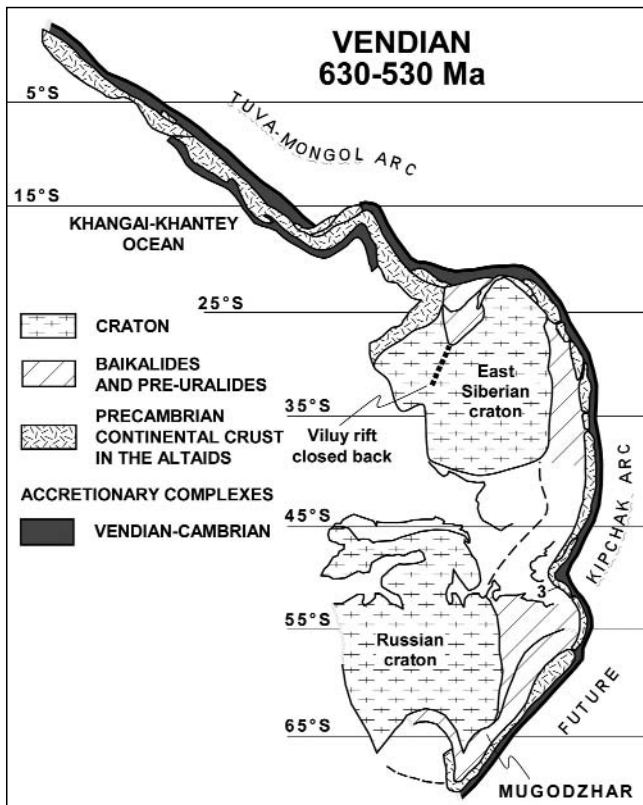 VENDIAN
630-530 Ma
5°S
TUVA-MONGOL ARC
15°S
KHANGAI-KHANTEY
OCEAN
25°S
CRATON
BAIKALIDES
AND PRE-URALIDES
PRECAMBRIAN
CONTINENTAL CRUST
IN THE ALTAIDS
ACCRETIONARY COMPLEXES
VENDIAN-CAMBRIAN
East
Siberian
craton
35°S
Viluy rift
closed back
45°S
KIPCHAK ARC
3
55°S
Russian
craton
FUTURE
65°S
MUGODZHAR